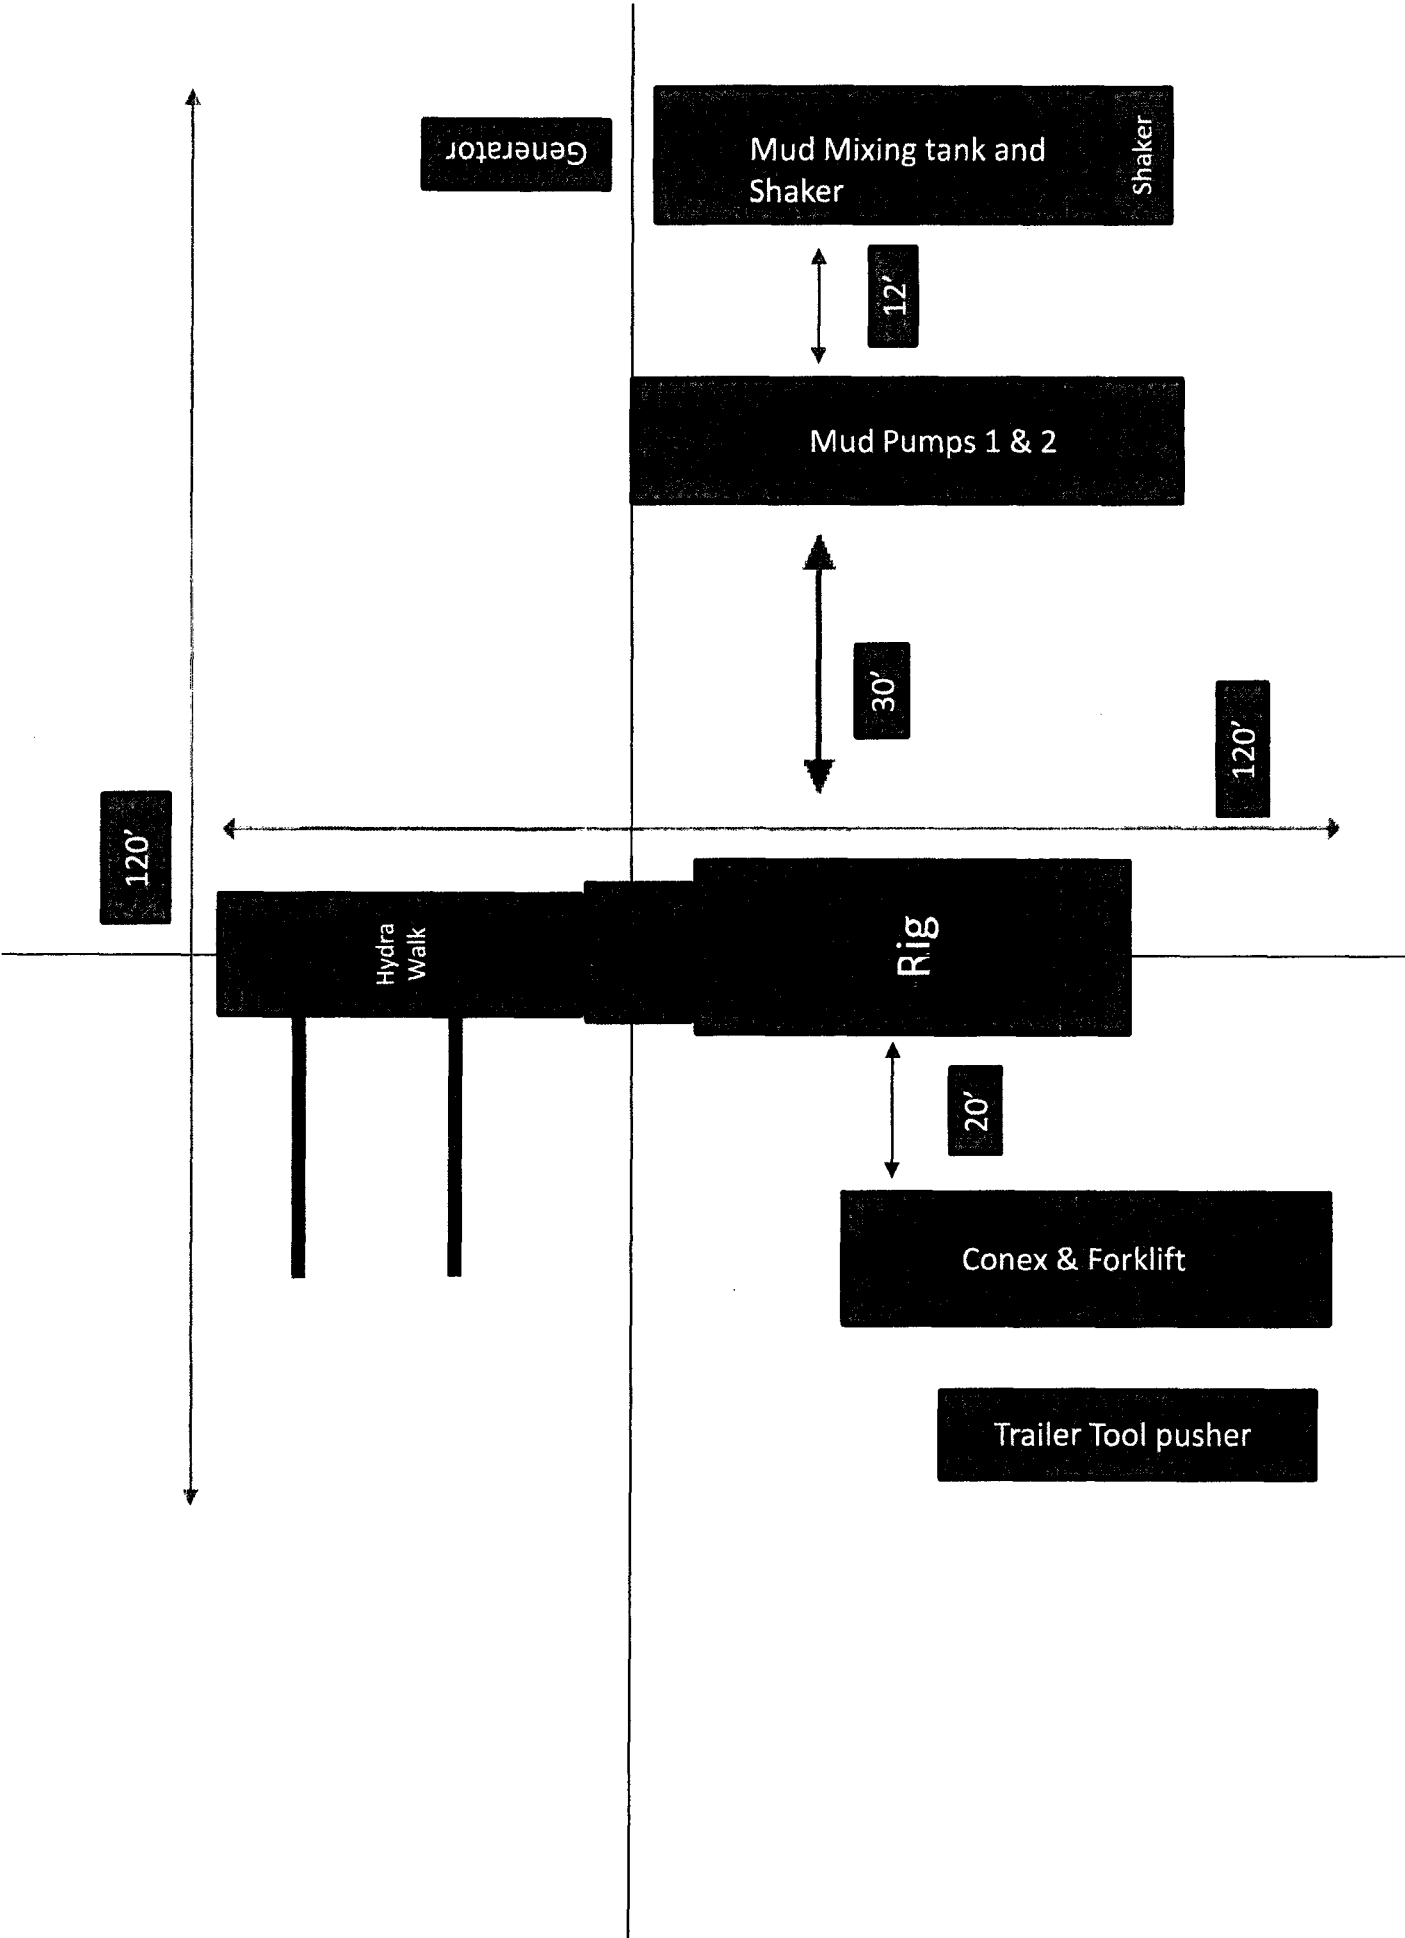 Generator
Mud Mixing tank and
Shaker
Shaker
12'
Mud Pumps 1 & 2
30'
120'
120'
Hydra
Walk
Rig
20'
Conex & Forklift
Trailer Tool pusher